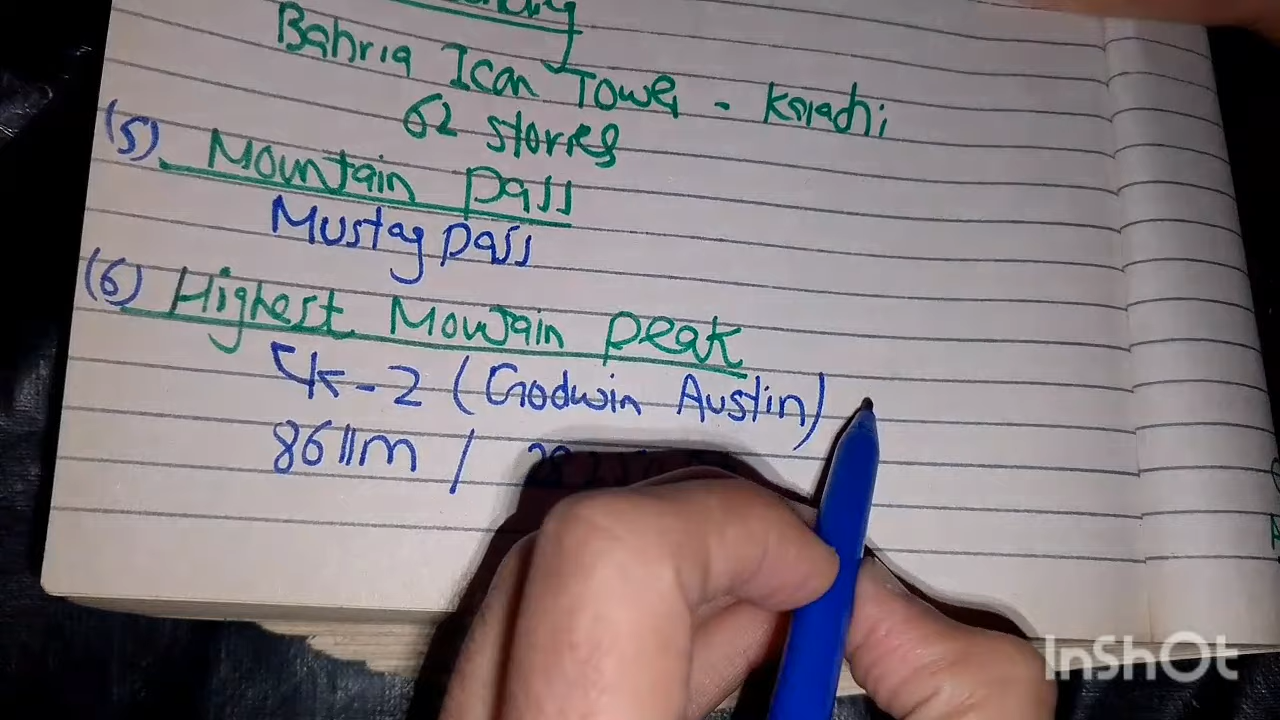 Bahria Icon Tower - Karachi
62 stories
(5) Mountain pass
Mustag pass
(6) Highest Mountain peak
K-2 (Godwin Austin)
8611m /
InShOt